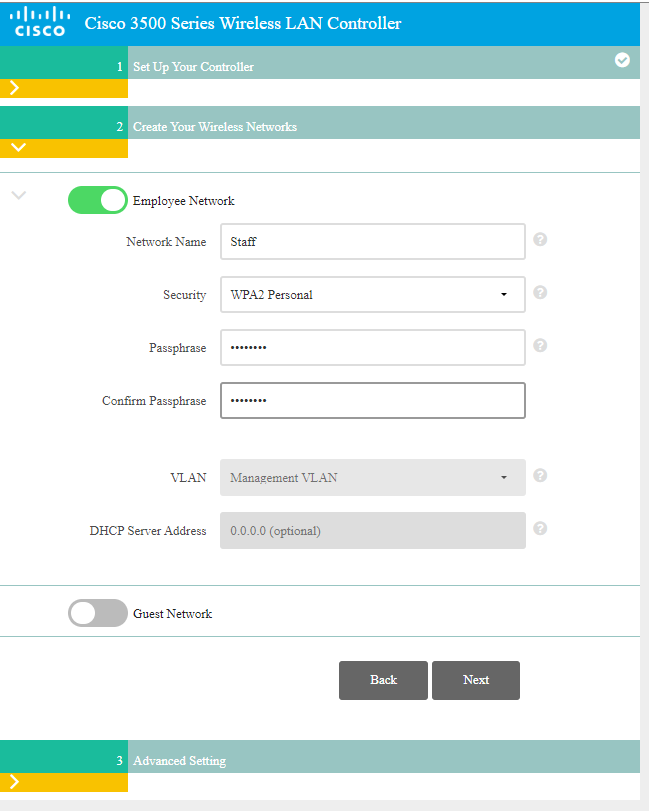 CISCO
Cisco 3500 Series Wireless LAN Controller
1 Set Up Your Controller
2 Create Your Wireless Networks
Employee Network
Network Name Staff ?
Security WPA2 Personal ?
Passphrase •••••••• ?
Confirm Passphrase ••••••••
VLAN Management VLAN ?
DHCP Server Address 0.0.0.0 (optional) ?
Guest Network
Back Next
3 Advanced Setting